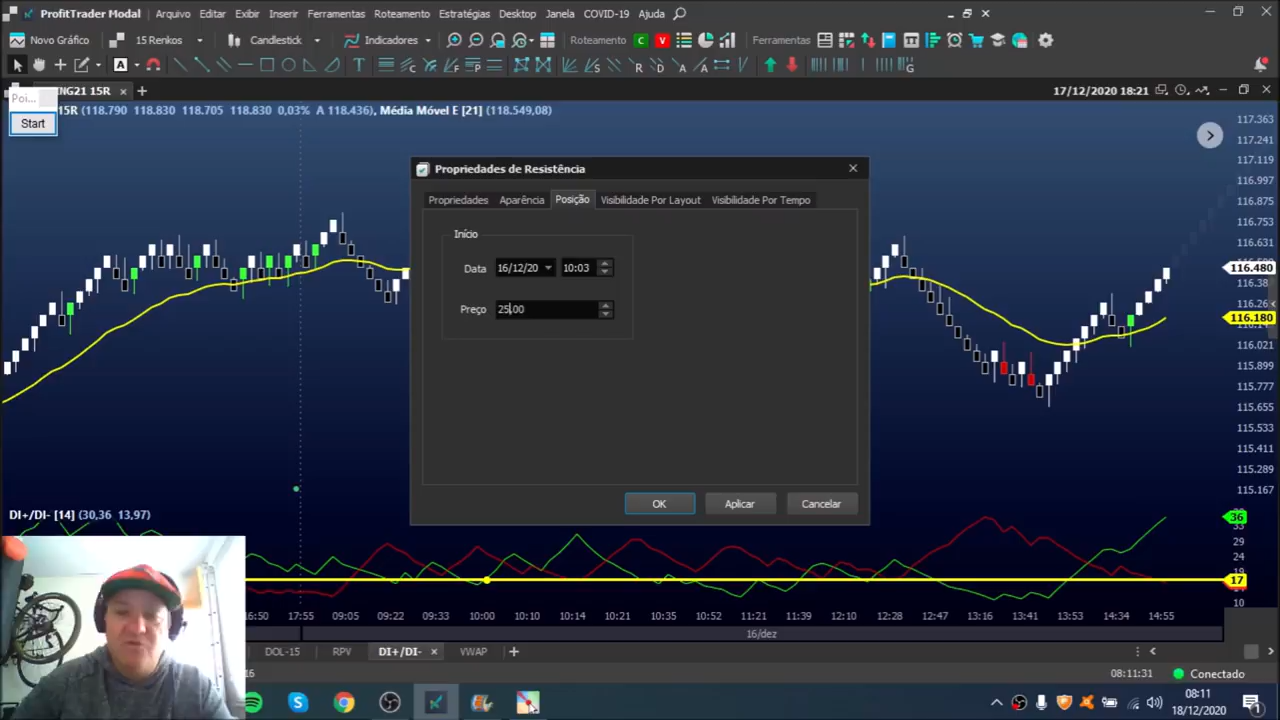 ProfitTrader Modal Arquivo Editar Exibir Inserir Ferramentas Roteamento Estratégias Desktop Janela COVID-19 Ajuda
Novo Gráfico 15 Renkos Candlestick Indicadores Roteamento C V Ferramentas
Poi...
Start
NG21 15R
17/12/2020 18:21
15R (118.790 118.830 118.705 118.830 0,03% A 118.436), Média Móvel E [21] (118.549,08)
117.363
117.241
117.119
116.997
116.875
116.753
116.631
116.480
116.38
116.26
116.180
116.021
115.899
115.777
115.655
115.533
115.411
115.289
115.167
Propriedades de Resistência
Propriedades Aparência Posição Visibilidade Por Layout Visibilidade Por Tempo
Início
Data 16/12/20 10:03
Preço 25,00
OK Aplicar Cancelar
DI+/DI- [14] (30,36 13,97)
36
33
29
24
19
17
10
16:50 17:55 09:05 09:22 09:33 10:00 10:14 10:21 10:52 11:21 11:39 12:09 12:28 12:47 13:16 13:41 13:53 14:34 14:55
16/dez
DOL-15 RPV DI+/DI- VWAP
16
08:11:31 Conectado
08:11
18/12/2020
1